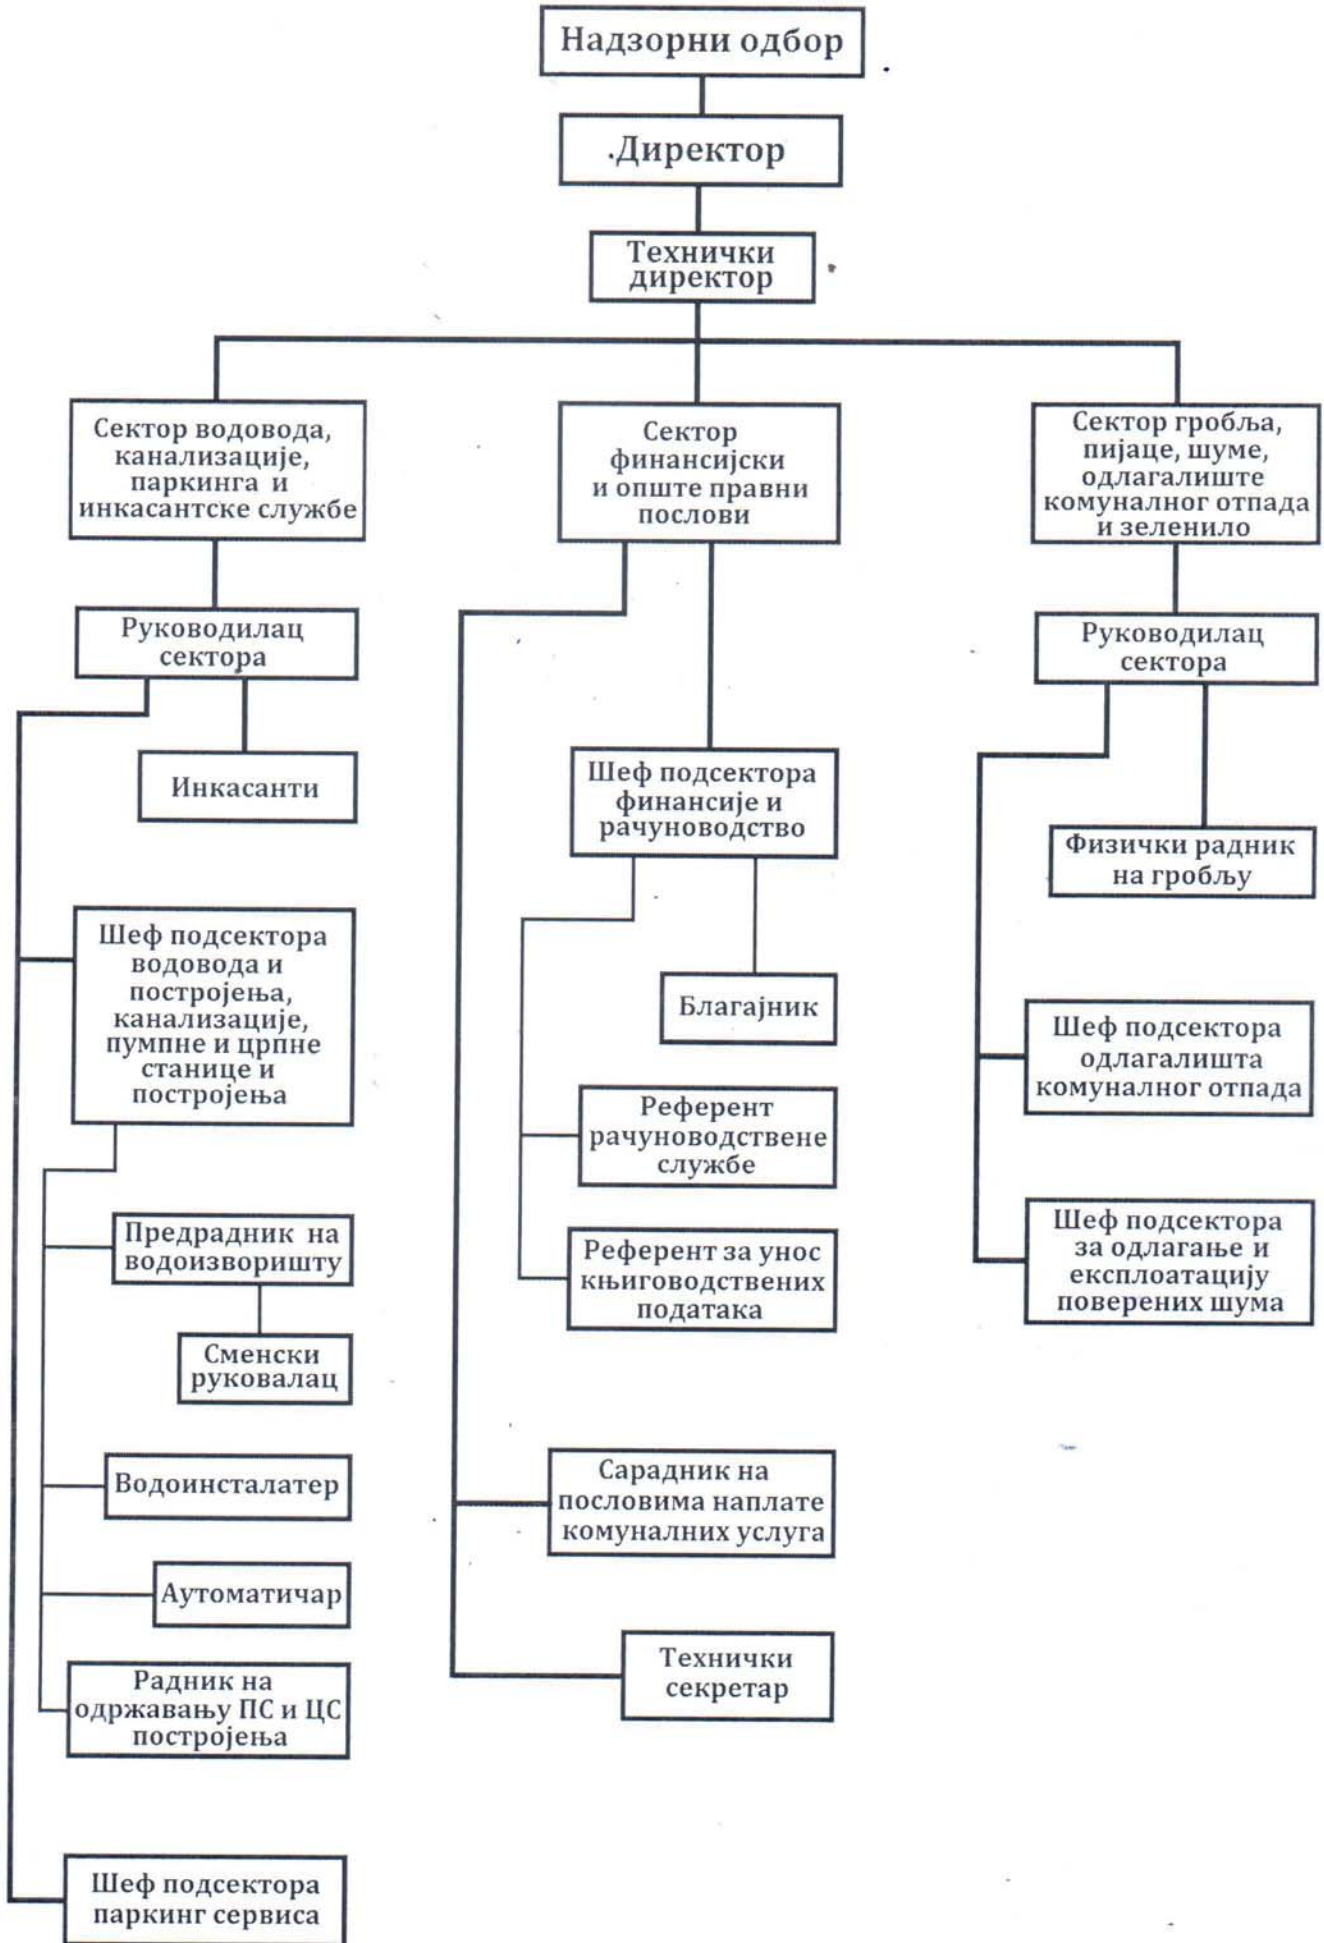 Надзорни одбор
.Директор
Технички
директор
Сектор водовода,
канализације,
паркинга и
инкасантске службе
Руководилац
сектора
Инкасанти
Шеф подсектора
водовода и
постројења,
канализације,
пумпне и црпне
станице и
постројења
Предрадник на
водоизворишту
Сменски
руковалац
Водоинсталатер
Аутоматичар
Радник на
одржавању ПС и ЦС
постројења
Шеф подсектора
паркинг сервиса
Сектор
финансијски
и опште правни
послови
Шеф подсектора
финансије и
рачуноводство
Благајник
Референт
рачуноводствене
службе
Референт за унос
књиговодствених
података
Сарадник на
пословима наплате
комуналних услуга
Технички
секретар
Сектор гробља,
пијаце, шуме,
одлагалиште
комуналног отпада
и зеленило
Руководилац
сектора
Физички радник
на гробљу
Шеф подсектора
одлагалишта
комуналног отпада
Шеф подсектора
за одлагање и
експлоатацију
поверених шума